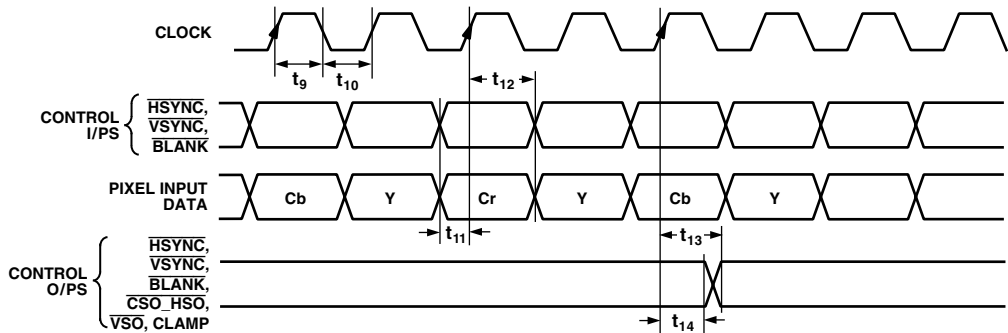 CLOCK
t9
t10
t12
CONTROL
I/PS
HSYNC,
VSYNC,
BLANK
PIXEL INPUT
DATA
Cb
Y
Cr
Y
Cb
Y
t11
t13
CONTROL
O/PS
HSYNC,
VSYNC,
BLANK,
CSO_HSO,
VSO, CLAMP
t14